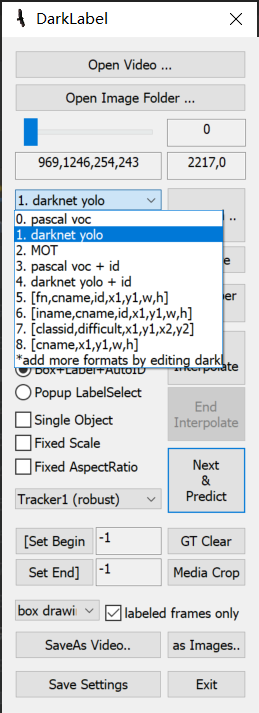 DarkLabel
Open Video ...
Open Image Folder ...
0
969,1246,254,243
2217,0
1. darknet yolo
0. pascal voc
1. darknet yolo
2. MOT
3. pascal voc + id
4. darknet yolo + id
5. [fn,cname,id,x1,y1,w,h]
6. [iname,cname,id,x1,y1,w,h]
7. [classid,difficult,x1,y1,x2,y2]
8. [cname,x1,y1,w,h]
*add more formats by editing darkl
Box+Label+AutoID
Popup LabelSelect
Interpolate
Single Object
Fixed Scale
Fixed AspectRatio
End
Interpolate
Next
&
Predict
Tracker1 (robust)
[Set Begin
-1
GT Clear
Set End]
-1
Media Crop
box drawin
labeled frames only
SaveAs Video..
as Images..
Save Settings
Exit